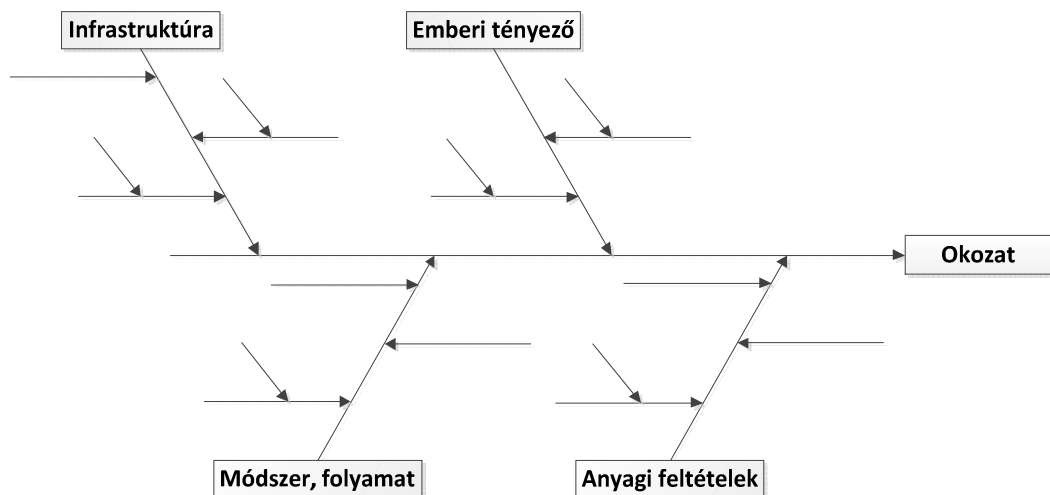 Infrastruktúra
Emberi tényező
Okozat
Módszer, folyamat
Anyagi feltételek